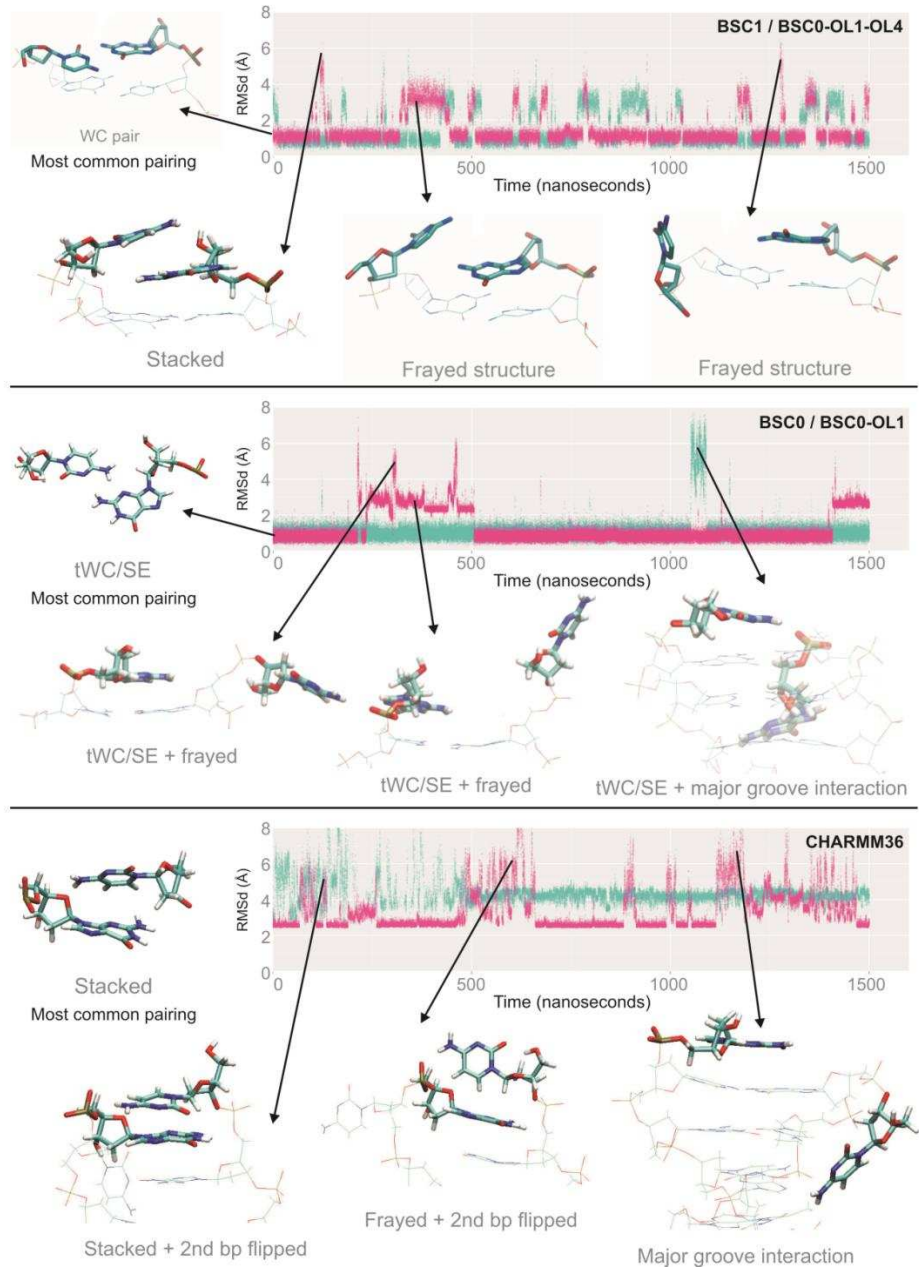 BSC1 / BSC0-OL1-OL4
8
6
4
2
0
RMSd (Å)
0
500
1000
1500
Time (nanoseconds)
WC pair
Most common pairing
Stacked
Frayed structure
Frayed structure
BSC0 / BSC0-OL1
8
6
4
2
0
RMSd (Å)
0
500
1000
1500
Time (nanoseconds)
tWC/SE
Most common pairing
tWC/SE + frayed
tWC/SE + frayed
tWC/SE + major groove interaction
CHARMM36
8
6
4
2
0
RMSd (Å)
0
500
1000
1500
Time (nanoseconds)
Stacked
Most common pairing
Stacked + 2nd bp flipped
Frayed + 2nd bp flipped
Major groove interaction